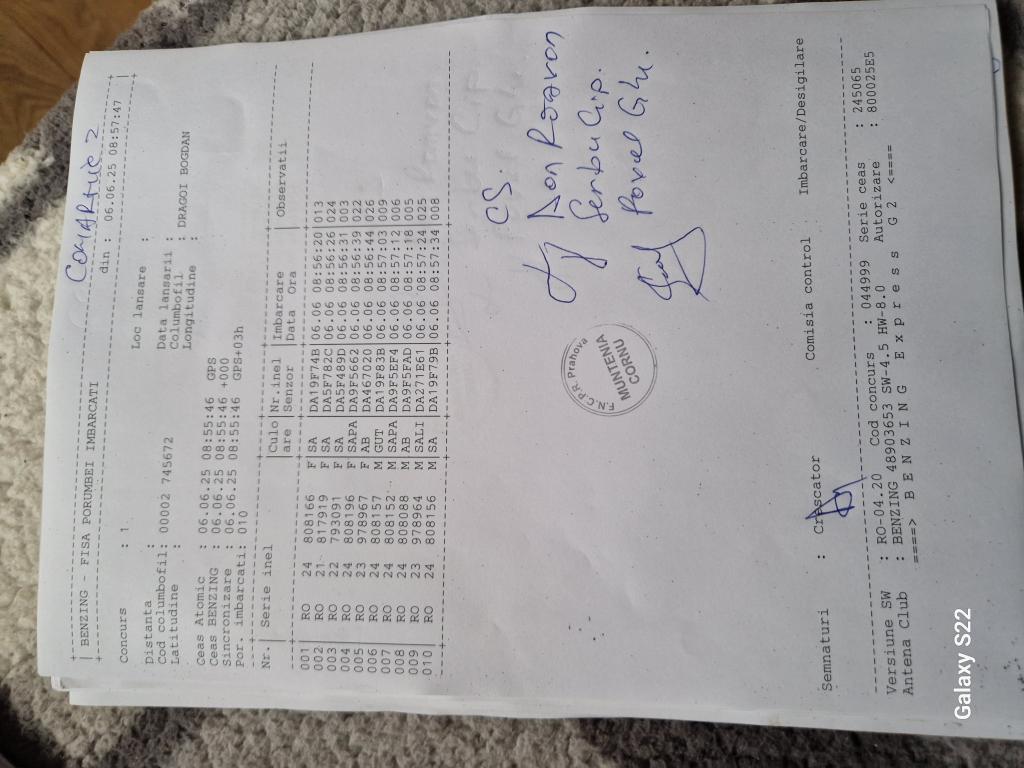 COMARNIC 2
BENZING - FISA PORUMBEI IMBARCATI din : 06.06.25 08:57:47
Concurs : 1 Loc lansare :
Distanta :
Cod columbofil: 00002 745672 Data lansarii :
Latitudine : Columbofil : DRAGOI BOGDAN
Longitudine :
Ceas Atomic : 06.06.25 08:55:46 GPS
Ceas BENZING : 06.06.25 08:55:46 +000
Sincronizare : 06.06.25 08:55:46 GPS+03h
Por. imbarcati: 010
Nr. | Serie inel |Culo|Nr.inel |Imbarcare | Observatii
are |Senzor |Data Ora
001 | RO 24 808166 F|SA |DA19F74B|06.06 08:56:20|013
002 | RO 21 817319 F|SA |DA5F782C|06.06 08:56:26|024
003 | RO 22 793091 F|SA |DA5F489D|06.06 08:56:31|003
004 | RO 24 808196 F|SAPA|DA9F5662|06.06 08:56:39|022
005 | RO 23 978967 F|AB |DA467020|06.06 08:56:44|026
006 | RO 24 808157 M|GUT |DA19F83B|06.06 08:57:03|009
007 | RO 24 808152 M|SAPA|DA9F5EF4|06.06 08:57:12|006
008 | RO 24 808088 M|AB |DA9F5FAD|06.06 08:57:18|005
009 | RO 23 978964 M|SALI|DA271E61|06.06 08:57:24|025
010 | RO 24 808156 M|SA |DA19F79B|06.06 08:57:34|008
CS.
Serbu Cip.
Pavel Gh.
F.N.C.P.R. Prahova
MUNTENIA
CORNU
Semnaturi : Crescator Comisia control Imbarcare/Desigilare
Versiune SW : RO-04.20 Cod concurs : 044999 Serie ceas : 245065
Antena Club : BENZING 48903653 SW-4.5 HW-8.0 Autorizare : 800025E5
====> B E N Z I N G E x p r e s s G 2 <====
Galaxy S22